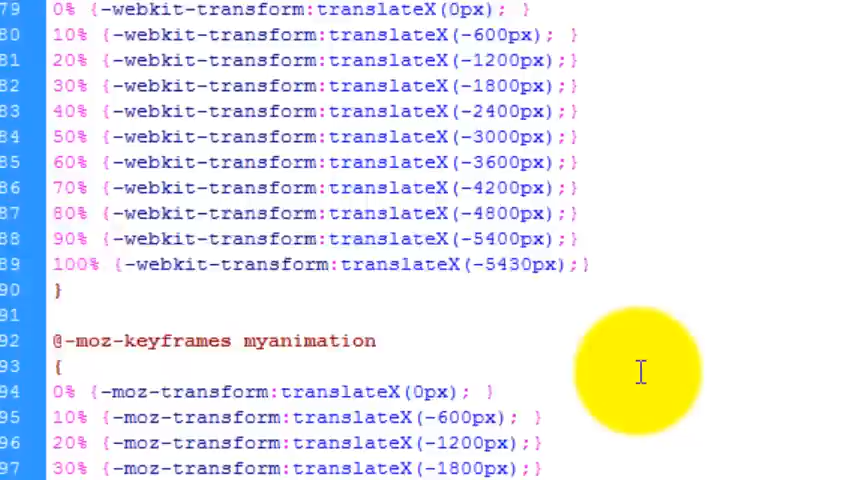 79 0% {-webkit-transform:translateX(0px); }
80 10% {-webkit-transform:translateX(-600px); }
81 20% {-webkit-transform:translateX(-1200px);}
82 30% {-webkit-transform:translateX(-1800px);}
83 40% {-webkit-transform:translateX(-2400px);}
84 50% {-webkit-transform:translateX(-3000px);}
85 60% {-webkit-transform:translateX(-3600px);}
86 70% {-webkit-transform:translateX(-4200px);}
87 80% {-webkit-transform:translateX(-4800px);}
88 90% {-webkit-transform:translateX(-5400px);}
89 100% {-webkit-transform:translateX(-5430px);}
90 }
91
92 @-moz-keyframes myanimation
93 {
94 0% {-moz-transform:translateX(0px); }
95 10% {-moz-transform:translateX(-600px); }
96 20% {-moz-transform:translateX(-1200px);}
97 30% {-moz-transform:translateX(-1800px);}